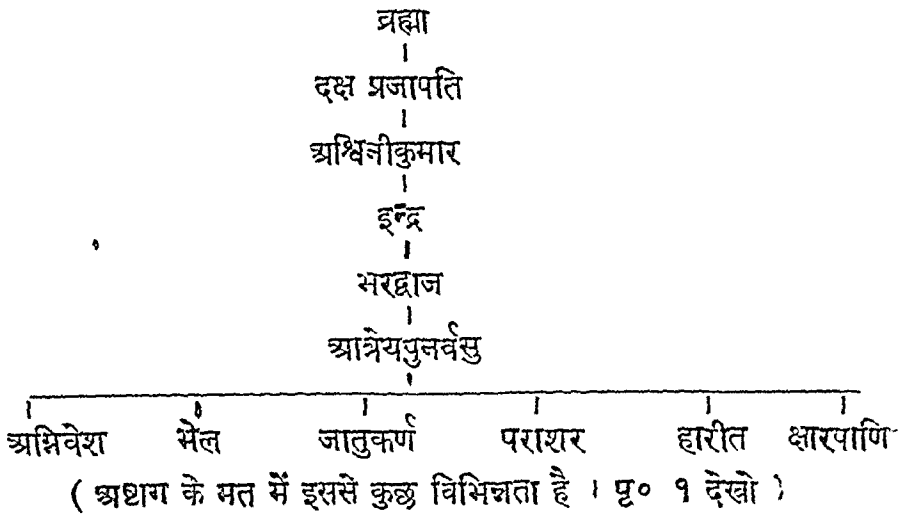 ब्रह्मा
दक्ष प्रजापति
अश्विनीकुमार
इन्द्र
भरद्वाज
आत्रेयपुनर्वसु
अग्निवेश भेल जातुकर्ण पराशर हारीत क्षारपाणि
( अष्टाग के मत में इससे कुछ विभिन्नता है । पृ० १ देखो )